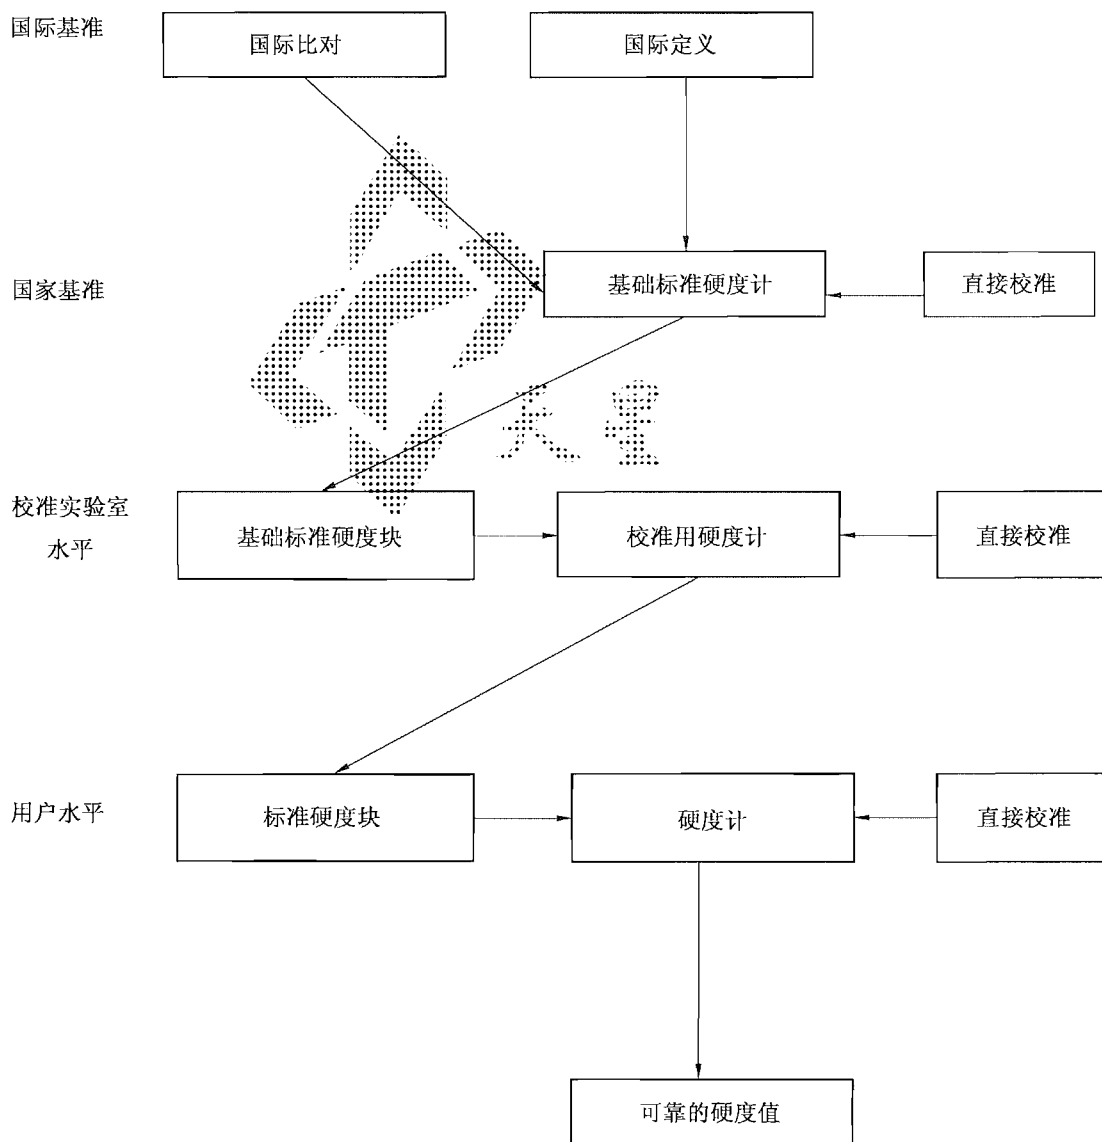 国际基准
国际比对
国际定义
国家基准
基础标准硬度计
直接校准
校准实验室
水平
基础标准硬度块
校准用硬度计
直接校准
用户水平
标准硬度块
硬度计
直接校准
可靠的硬度值